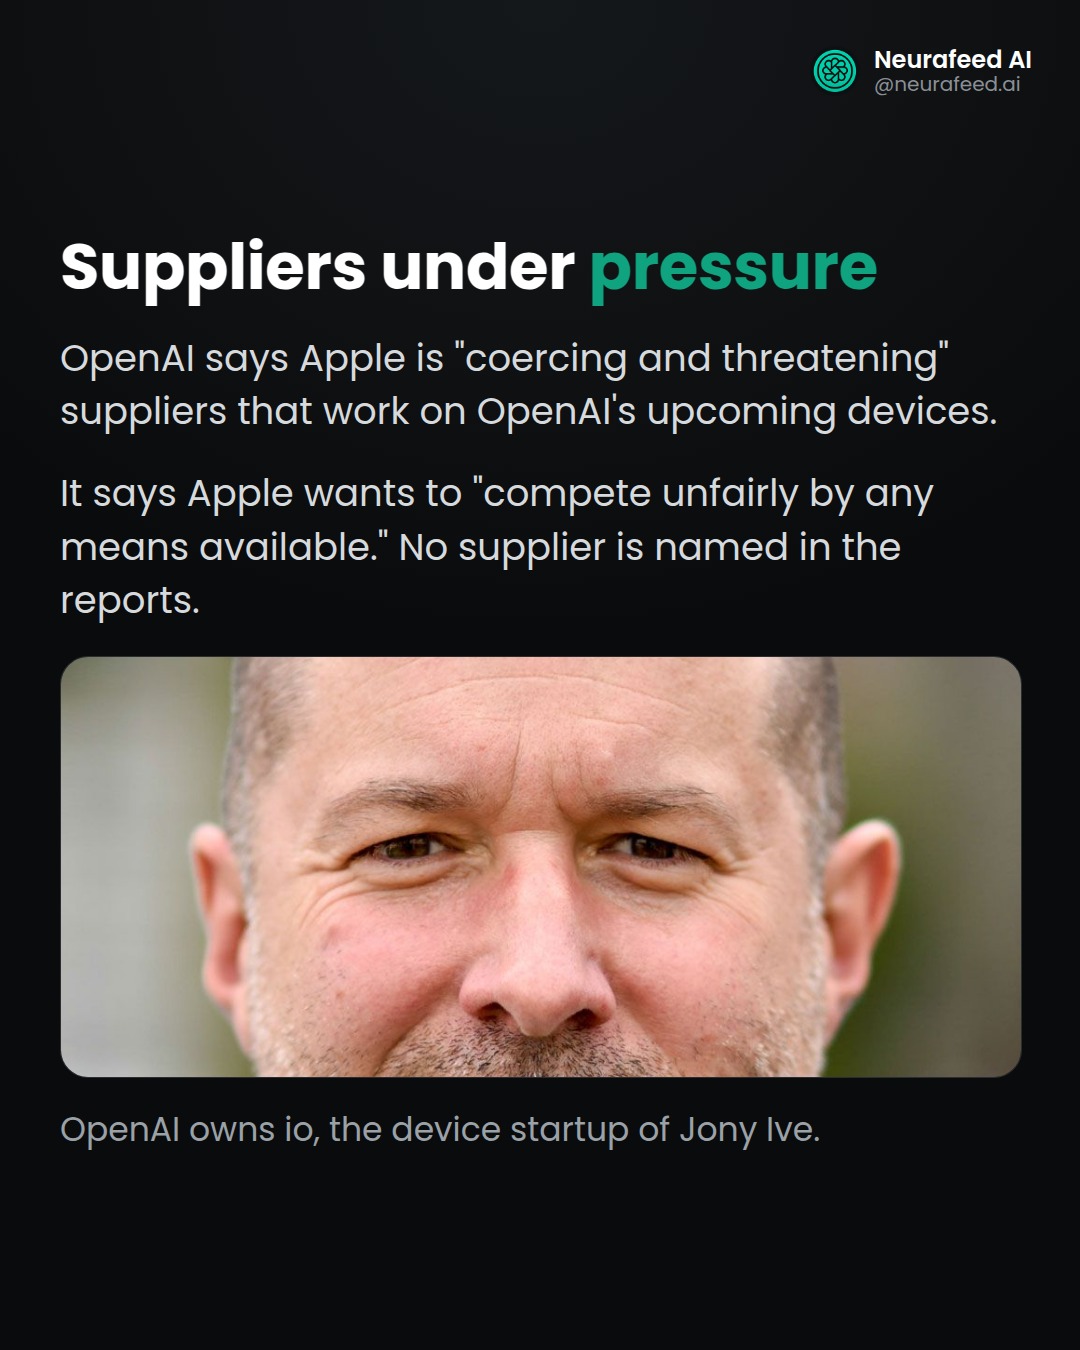 Neurafeed AI
@neurafeed.ai
Suppliers under pressure
OpenAI says Apple is "coercing and threatening"
suppliers that work on OpenAI's upcoming devices.
It says Apple wants to "compete unfairly by any
means available." No supplier is named in the
reports.
OpenAI owns io, the device startup of Jony Ive.